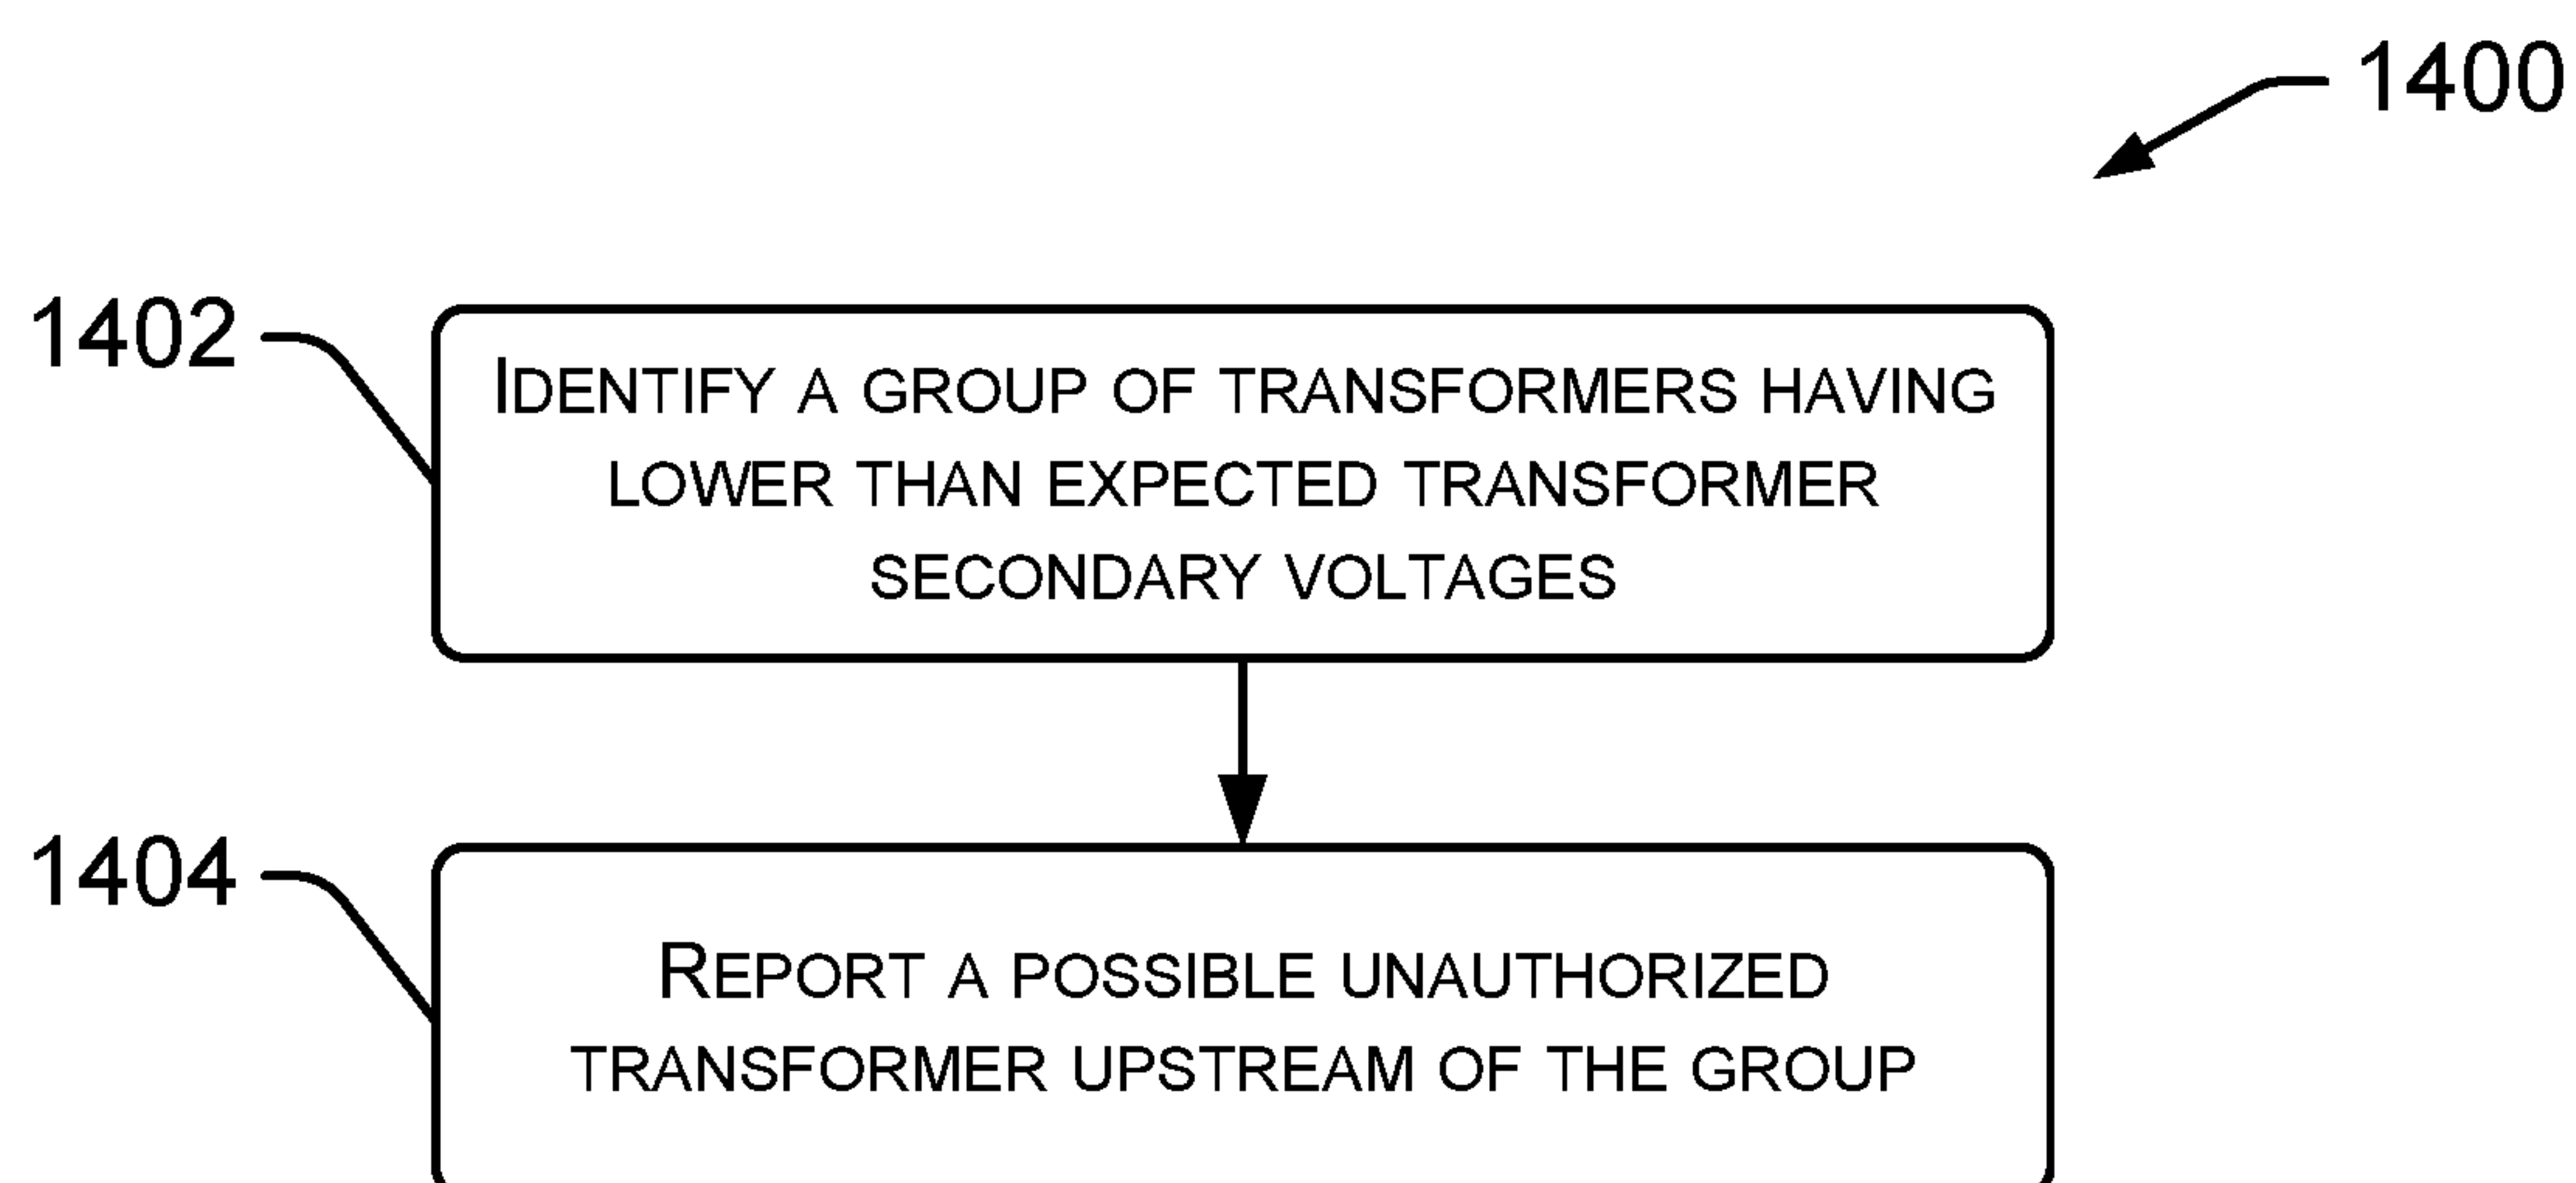 1400
1402
IDENTIFY A GROUP OF TRANSFORMERS HAVING
LOWER THAN EXPECTED TRANSFORMER
SECONDARY VOLTAGES
1404
REPORT A POSSIBLE UNAUTHORIZED
TRANSFORMER UPSTREAM OF THE GROUP